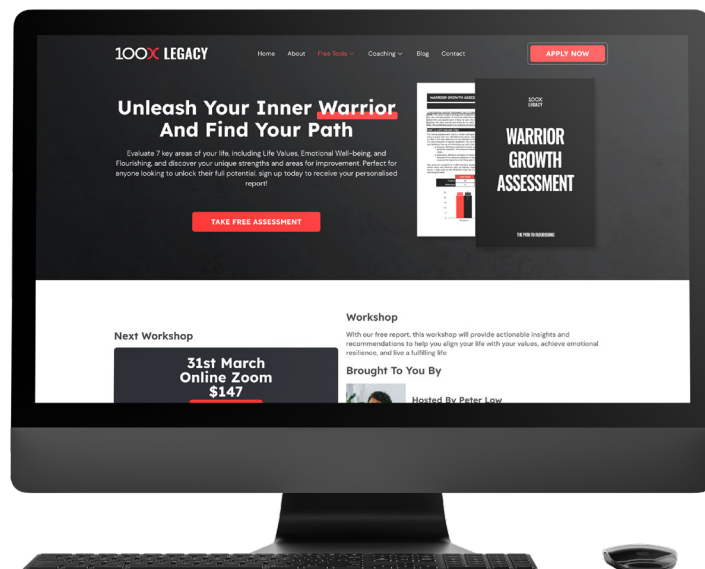 100X LEGACY
Home About Free Tools Coaching Blog Contact
APPLY NOW
Unleash Your Inner Warrior
And Find Your Path
Evaluate 7 key areas of your life, including Life Values, Emotional Well-being, and
Flourishing, and discover your unique strengths and areas for improvement. Perfect for
anyone looking to unlock their full potential, sign up today to receive your personalised
report!
TAKE FREE ASSESSMENT
WARRIOR GROWTH
100X
LEGACY
WARRIOR
GROWTH
ASSESSMENT
THE PATH TO FLOURISHING
Next Workshop
31st March
Online Zoom
$147
Workshop
With our free report, this workshop will provide actionable insights and
recommendations to help you align your life with your values, achieve emotional
resilience, and live a fulfilling life
Brought To You By
Hosted By Peter Low